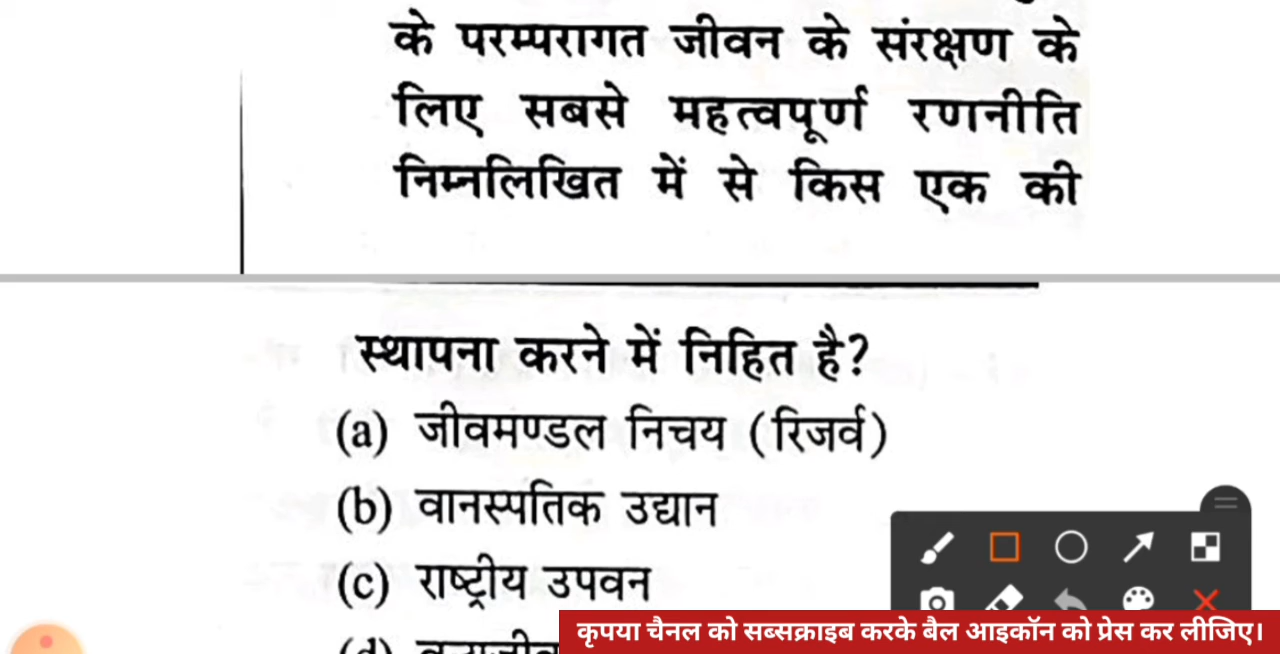 के परम्परागत जीवन के संरक्षण के
लिए सबसे महत्वपूर्ण रणनीति
निम्नलिखित में से किस एक की
स्थापना करने में निहित है?
(a) जीवमण्डल निचय (रिजर्व)
(b) वानस्पतिक उद्यान
(c) राष्ट्रीय उपवन
(d)
कृपया चैनल को सब्सक्राइब करके बैल आइकॉन को प्रेस कर लीजिए।